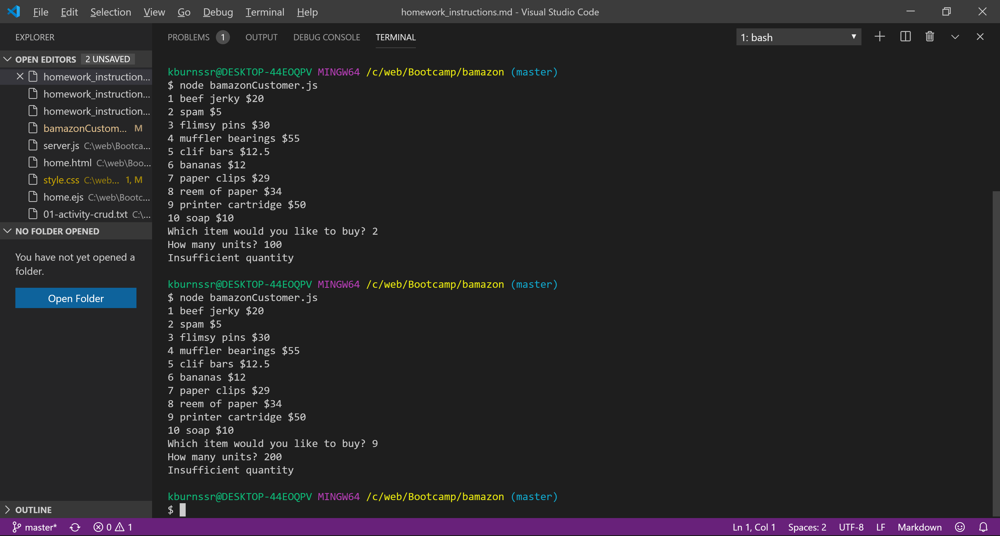 File Edit Selection View Go Debug Terminal Help
homework_instructions.md - Visual Studio Code
EXPLORER
OPEN EDITORS 2 UNSAVED
homework_instruction...
homework_instruction...
homework_instruction...
bamazonCustom... M
server.js C:\web\Bootca...
home.html C:\web\Boo...
style.css C:\web... 1, M
home.ejs C:\web\Bootc...
01-activity-crud.txt C:\...
NO FOLDER OPENED
You have not yet opened a
folder.
Open Folder
OUTLINE
PROBLEMS 1 OUTPUT DEBUG CONSOLE TERMINAL
1: bash
kburnssr@DESKTOP-44EOQPV MINGW64 /c/web/Bootcamp/bamazon (master)
$ node bamazonCustomer.js
1 beef jerky $20
2 spam $5
3 flimsy pins $30
4 muffler bearings $55
5 clif bars $12.5
6 bananas $12
7 paper clips $29
8 reem of paper $34
9 printer cartridge $50
10 soap $10
Which item would you like to buy? 2
How many units? 100
Insufficient quantity
kburnssr@DESKTOP-44EOQPV MINGW64 /c/web/Bootcamp/bamazon (master)
$ node bamazonCustomer.js
1 beef jerky $20
2 spam $5
3 flimsy pins $30
4 muffler bearings $55
5 clif bars $12.5
6 bananas $12
7 paper clips $29
8 reem of paper $34
9 printer cartridge $50
10 soap $10
Which item would you like to buy? 9
How many units? 200
Insufficient quantity
kburnssr@DESKTOP-44EOQPV MINGW64 /c/web/Bootcamp/bamazon (master)
$
master* 0 1
Ln 1, Col 1 Spaces: 2 UTF-8 LF Markdown